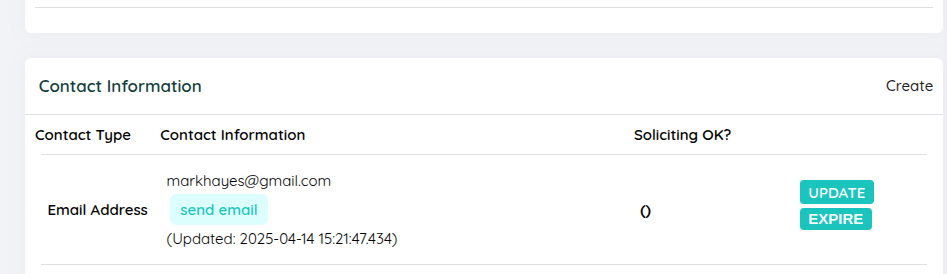 Contact Information
Create
Contact Type Contact Information Soliciting OK?
markhayes@gmail.com
Email Address send email () UPDATE
EXPIRE
(Updated: 2025-04-14 15:21:47.434)